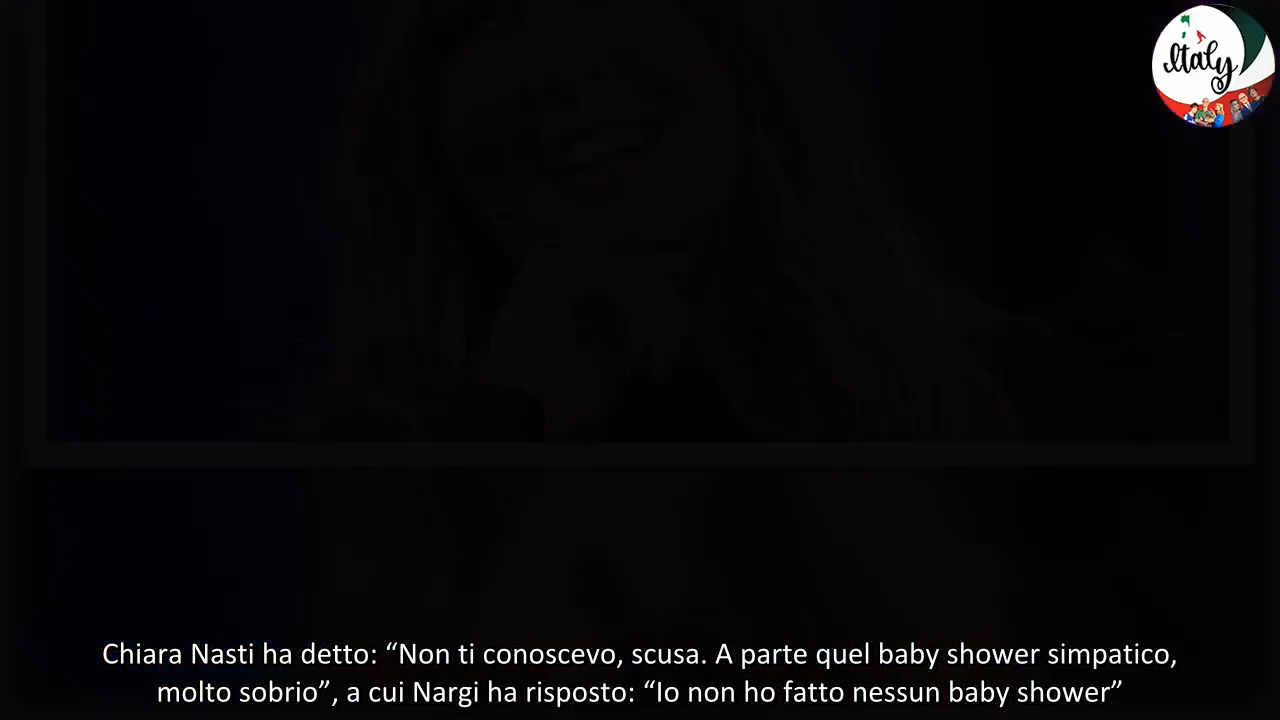 Italy
Chiara Nasti ha detto: “Non ti conoscevo, scusa. A parte quel baby shower simpatico,
molto sobrio”, a cui Nargi ha risposto: “Io non ho fatto nessun baby shower”